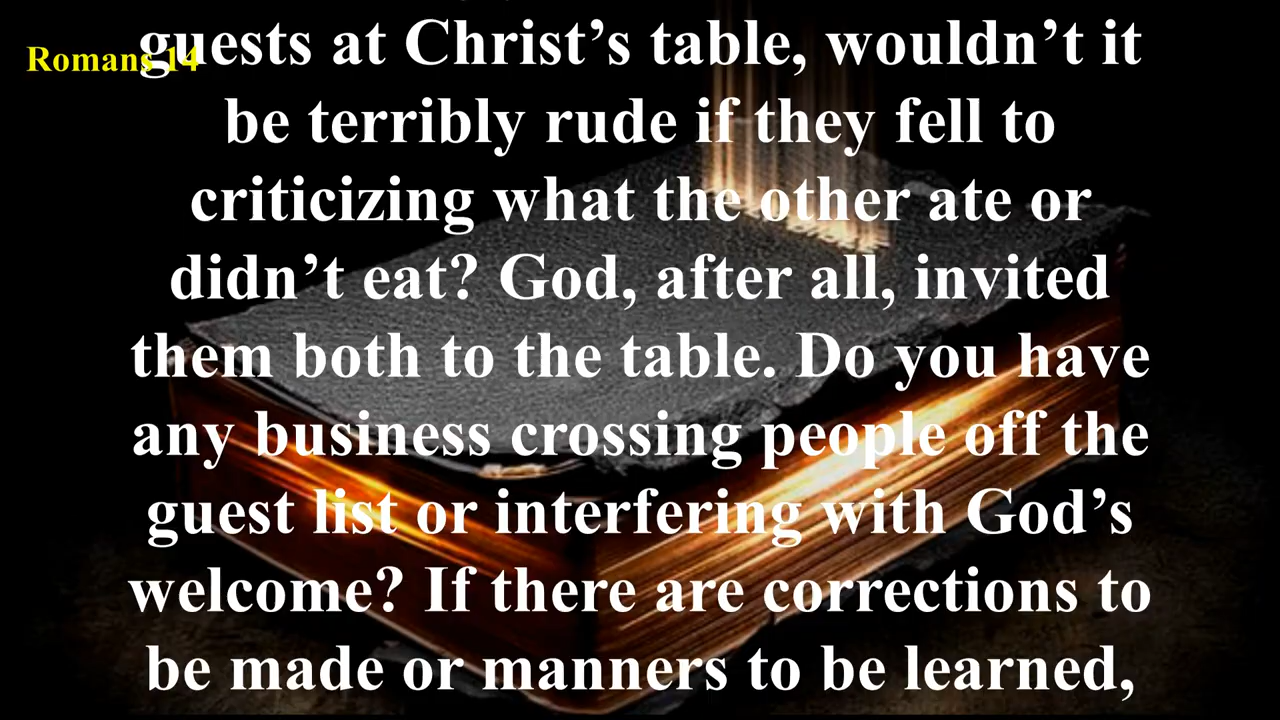 Romans 14
guests at Christ’s table, wouldn’t it
be terribly rude if they fell to
criticizing what the other ate or
didn’t eat? God, after all, invited
them both to the table. Do you have
any business crossing people off the
guest list or interfering with God’s
welcome? If there are corrections to
be made or manners to be learned,